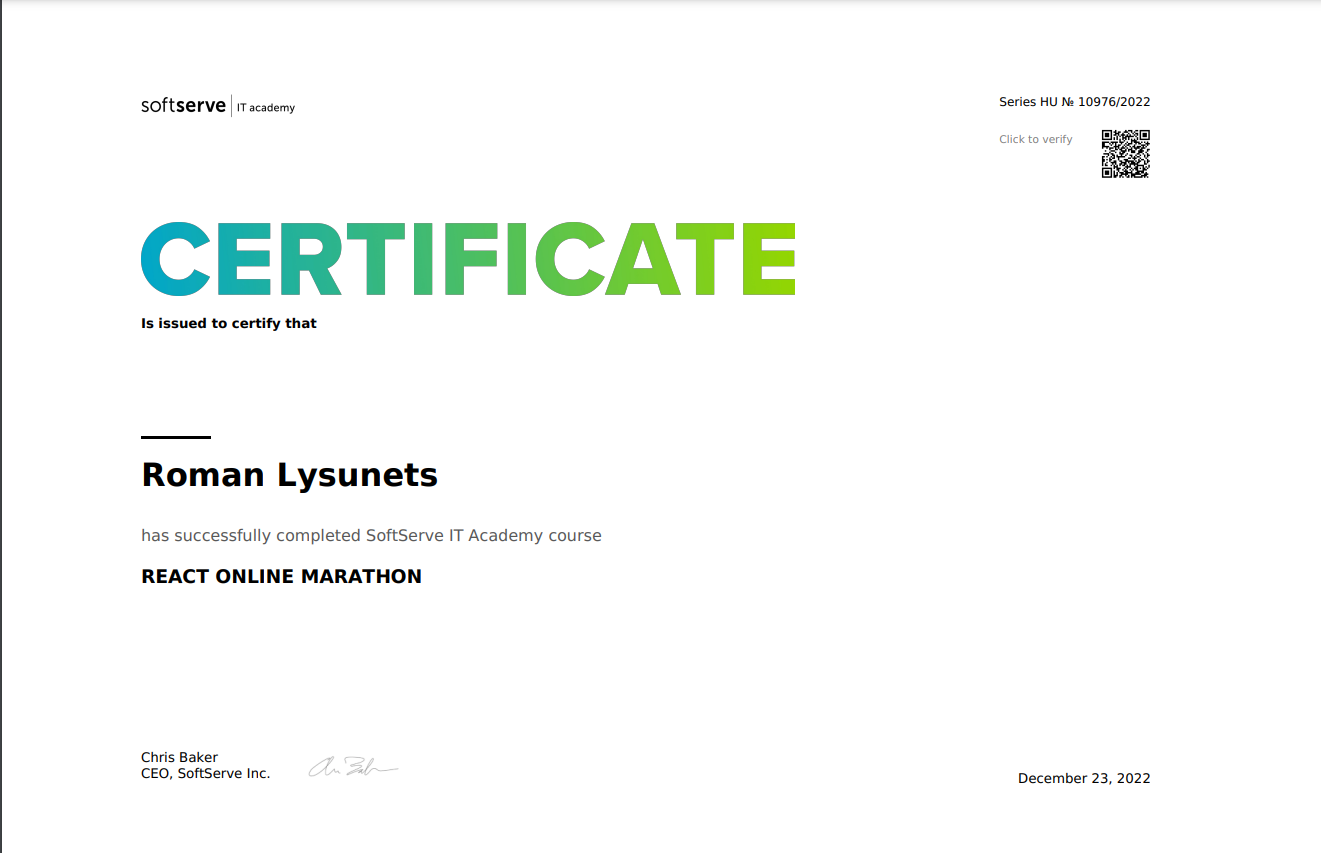 softserve | IT academy
Series HU № 10976/2022
Click to verify
CERTIFICATE
Is issued to certify that
Roman Lysunets
has successfully completed SoftServe IT Academy course
REACT ONLINE MARATHON
Chris Baker
CEO, SoftServe Inc.
December 23, 2022